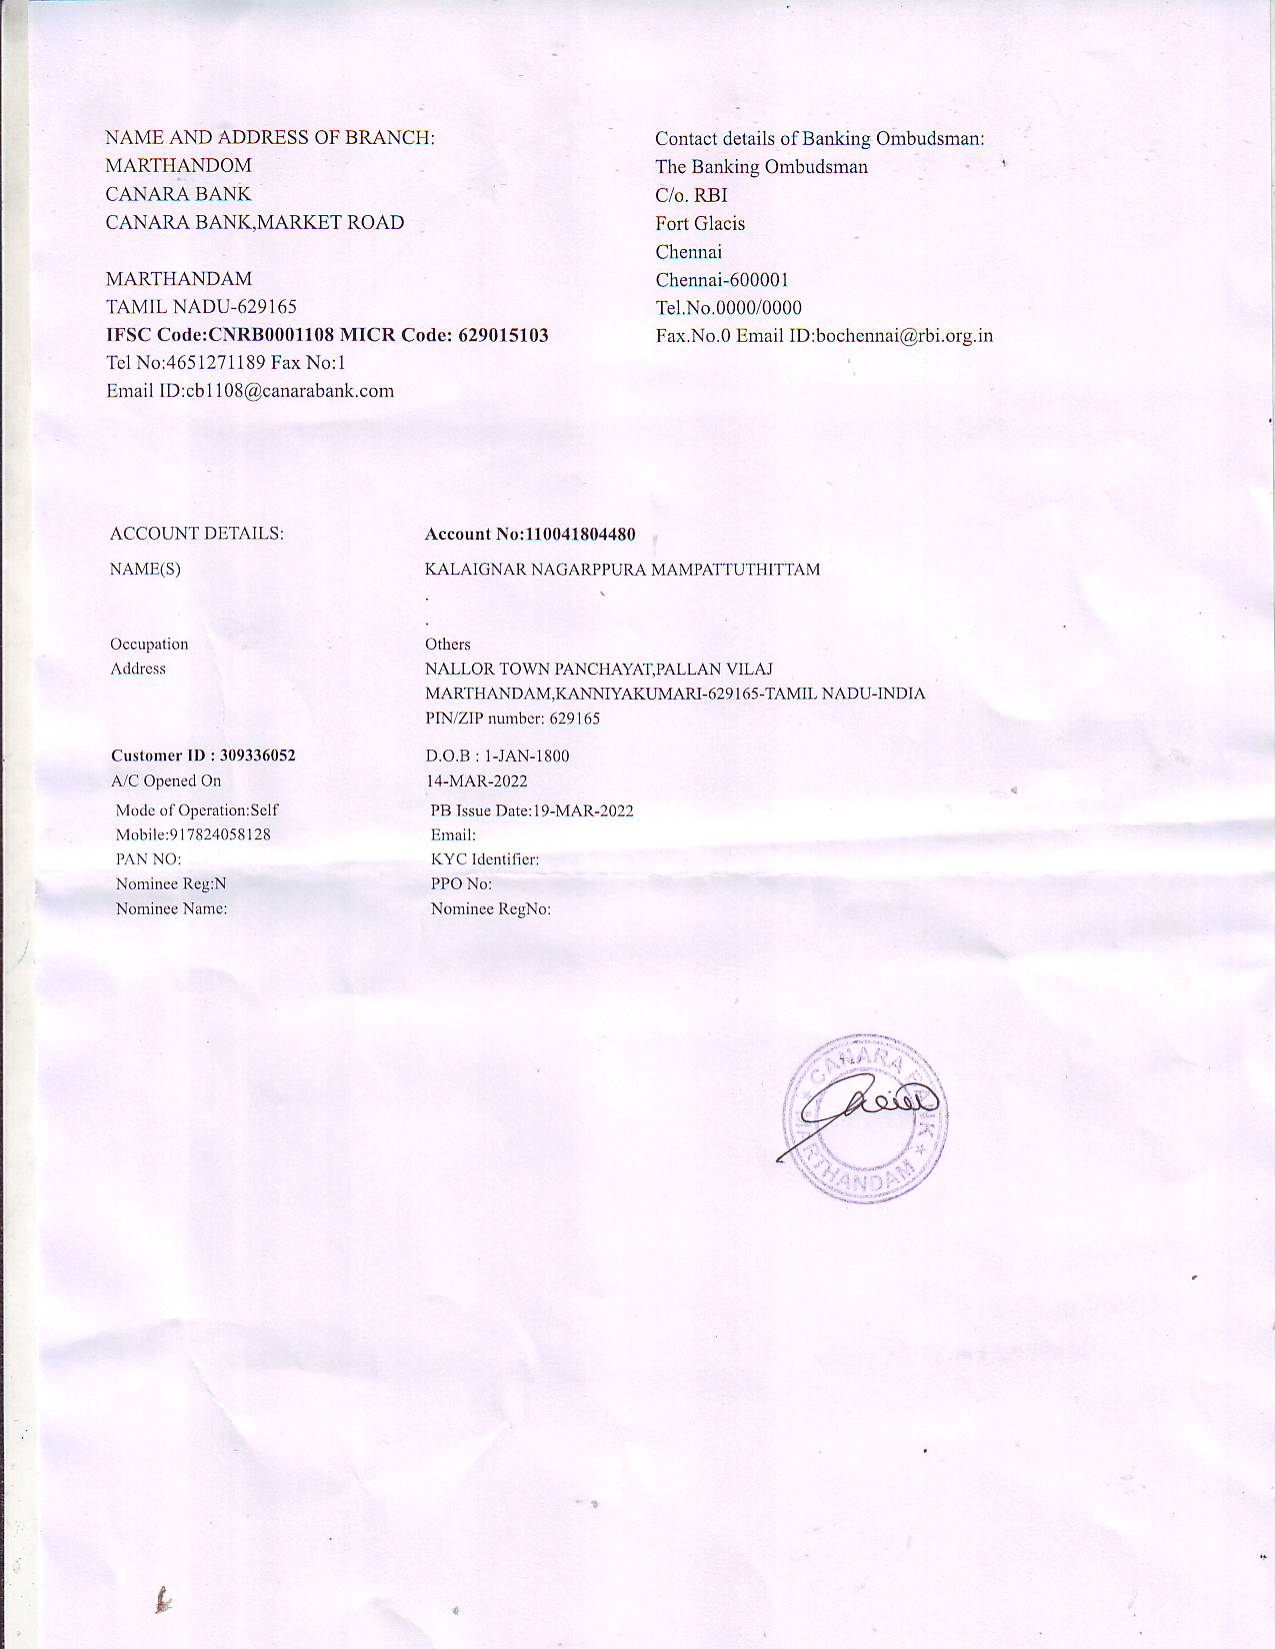 NAME AND ADDRESS OF BRANCH:
MARTHANDOM
CANARA BANK
CANARA BANK,MARKET ROAD
MARTHANDAM
TAMIL NADU-629165
IFSC Code:CNRB0001108 MICR Code: 629015103
Tel No:4651271189 Fax No:1
Email ID:cb1108@canarabank.com
Contact details of Banking Ombudsman:
The Banking Ombudsman
C/o. RBI
Fort Glacis
Chennai
Chennai-600001
Tel.No.0000/0000
Fax.No.0 Email ID:bochennai@rbi.org.in
ACCOUNT DETAILS: Account No:110041804480
NAME(S) KALAIGNAR NAGARPPURA MAMPATTUTHITTAM
.
.
Occupation Others
Address NALLOR TOWN PANCHAYAT,PALLAN VILAJ
MARTHANDAM,KANNIYAKUMARI-629165-TAMIL NADU-INDIA
PIN/ZIP number: 629165
Customer ID : 309336052 D.O.B : 1-JAN-1800
A/C Opened On 14-MAR-2022
Mode of Operation:Self PB Issue Date:19-MAR-2022
Mobile:917824058128 Email:
PAN NO: KYC Identifier:
Nominee Reg:N PPO No:
Nominee Name: Nominee RegNo:
CANARA BANK
MARTHANDAM